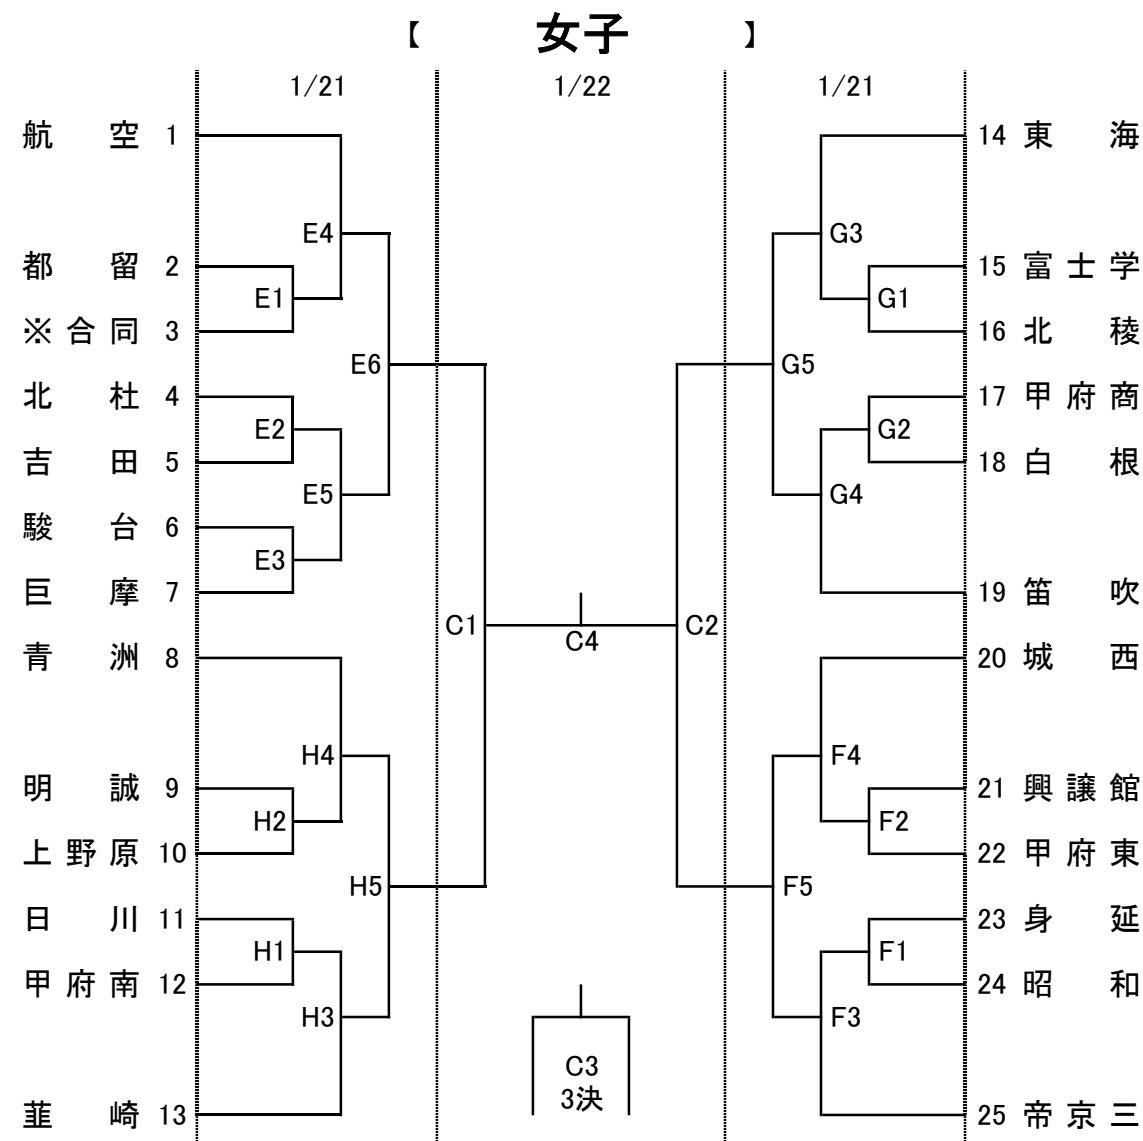 【 女子 】
1/21 1/22 1/21
航空 1
14 東海
E4
G3
都留 2
15 富士学
E1
G1
※合同 3
16 北稜
E6
G5
北杜 4
17 甲府商
E2
G2
吉田 5
18 白根
E5
G4
駿台 6
E3
巨摩 7
19 笛吹
C1
C4
C2
青洲 8
20 城西
H4
F4
明誠 9
21 興譲館
H2
F2
上野原 10
22 甲府東
H5
F5
日川 11
23 身延
H1
F1
甲府南 12
24 昭和
H3
F3
C3
3決
韮崎 13
25 帝京三